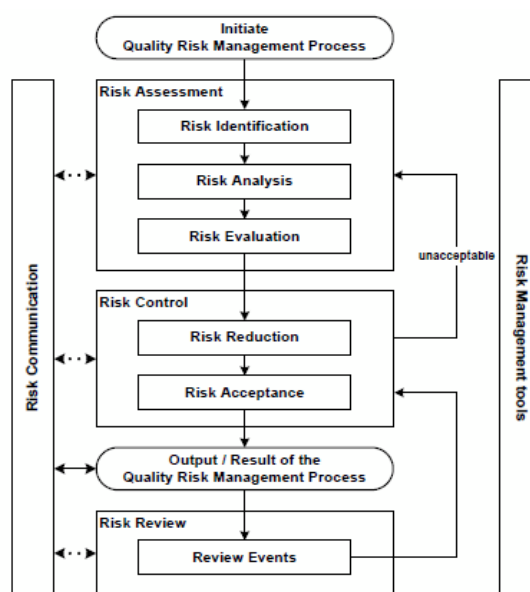 Initiate
Quality Risk Management Process
Risk Assessment
Risk Identification
Risk Analysis
Risk Evaluation
unacceptable
Risk Control
Risk Reduction
Risk Acceptance
Output / Result of the
Quality Risk Management Process
Risk Review
Review Events
Risk Communication
Risk Management tools